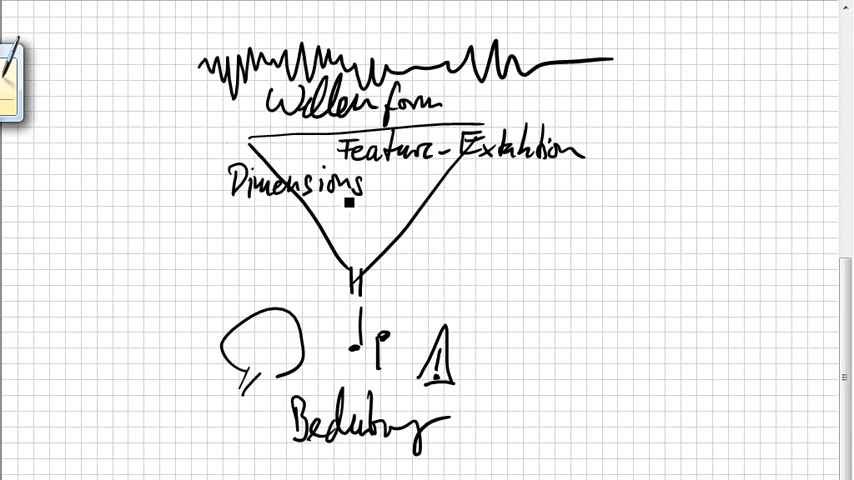 Wellenform
Feature-Extraktion
Dimensions
!
Bedeutung